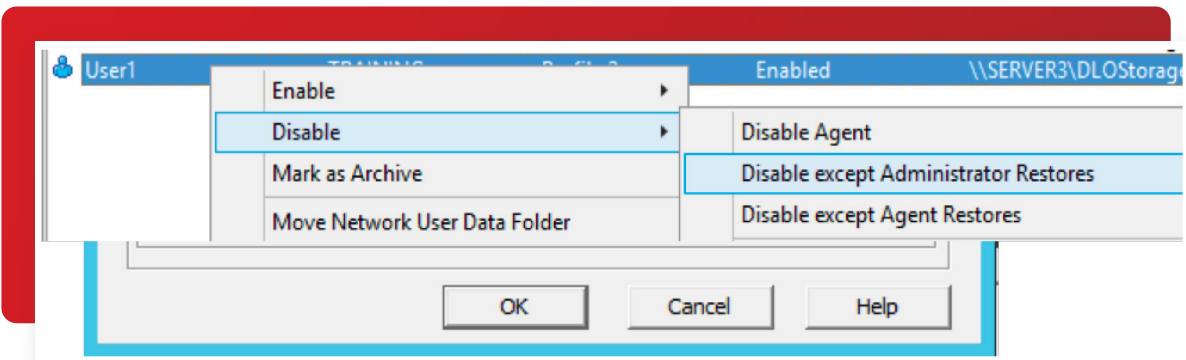 User1 Enabled \\SERVER3\DLOStorage
Enable
Disable Disable Agent
Mark as Archive Disable except Administrator Restores
Move Network User Data Folder Disable except Agent Restores
OK Cancel Help